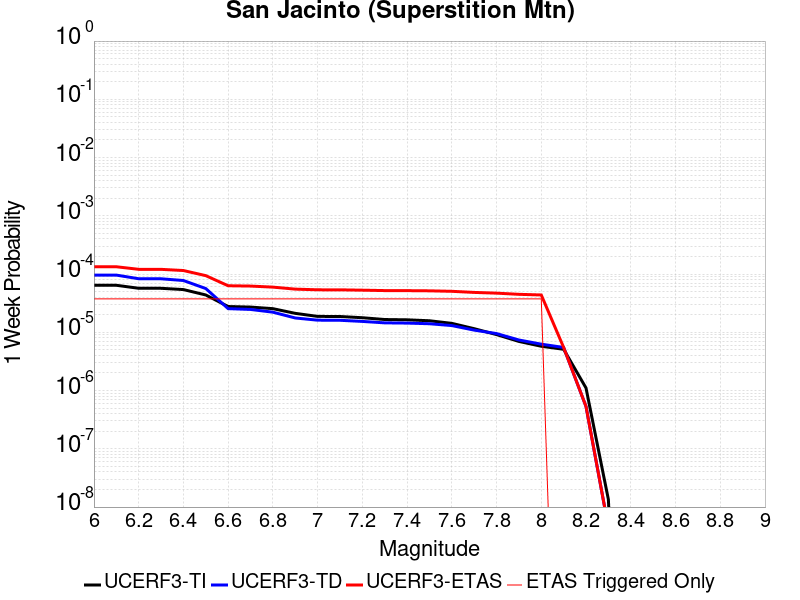 San Jacinto (Superstition Mtn)
10^0
10^-1
10^-2
10^-3
10^-4
10^-5
10^-6
10^-7
10^-8
1 Week Probability
6 6.2 6.4 6.6 6.8 7 7.2 7.4 7.6 7.8 8 8.2 8.4 8.6 8.8 9
Magnitude
UCERF3-TI UCERF3-TD UCERF3-ETAS ETAS Triggered Only